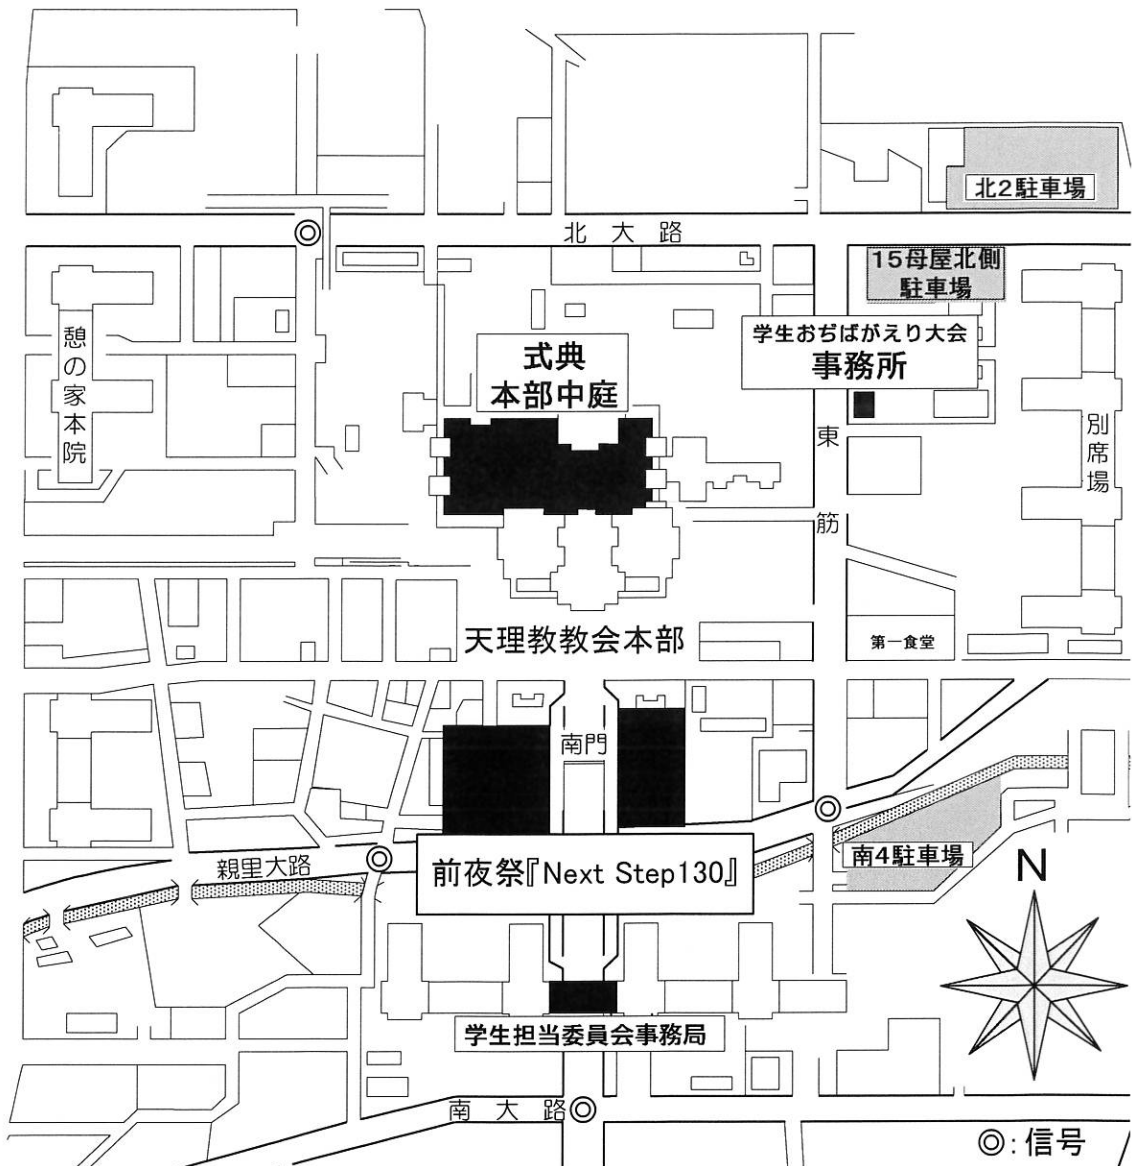 北2駐車場
北大路
15母屋北側
駐車場
学生おぢばがえり大会
事務所
憩の家本院
式典
本部中庭
東筋
別席場
天理教教会本部
第一食堂
南門
親里大路
前夜祭『Next Step130』
南4駐車場
N
学生担当委員会事務局
南大路
◎:信号